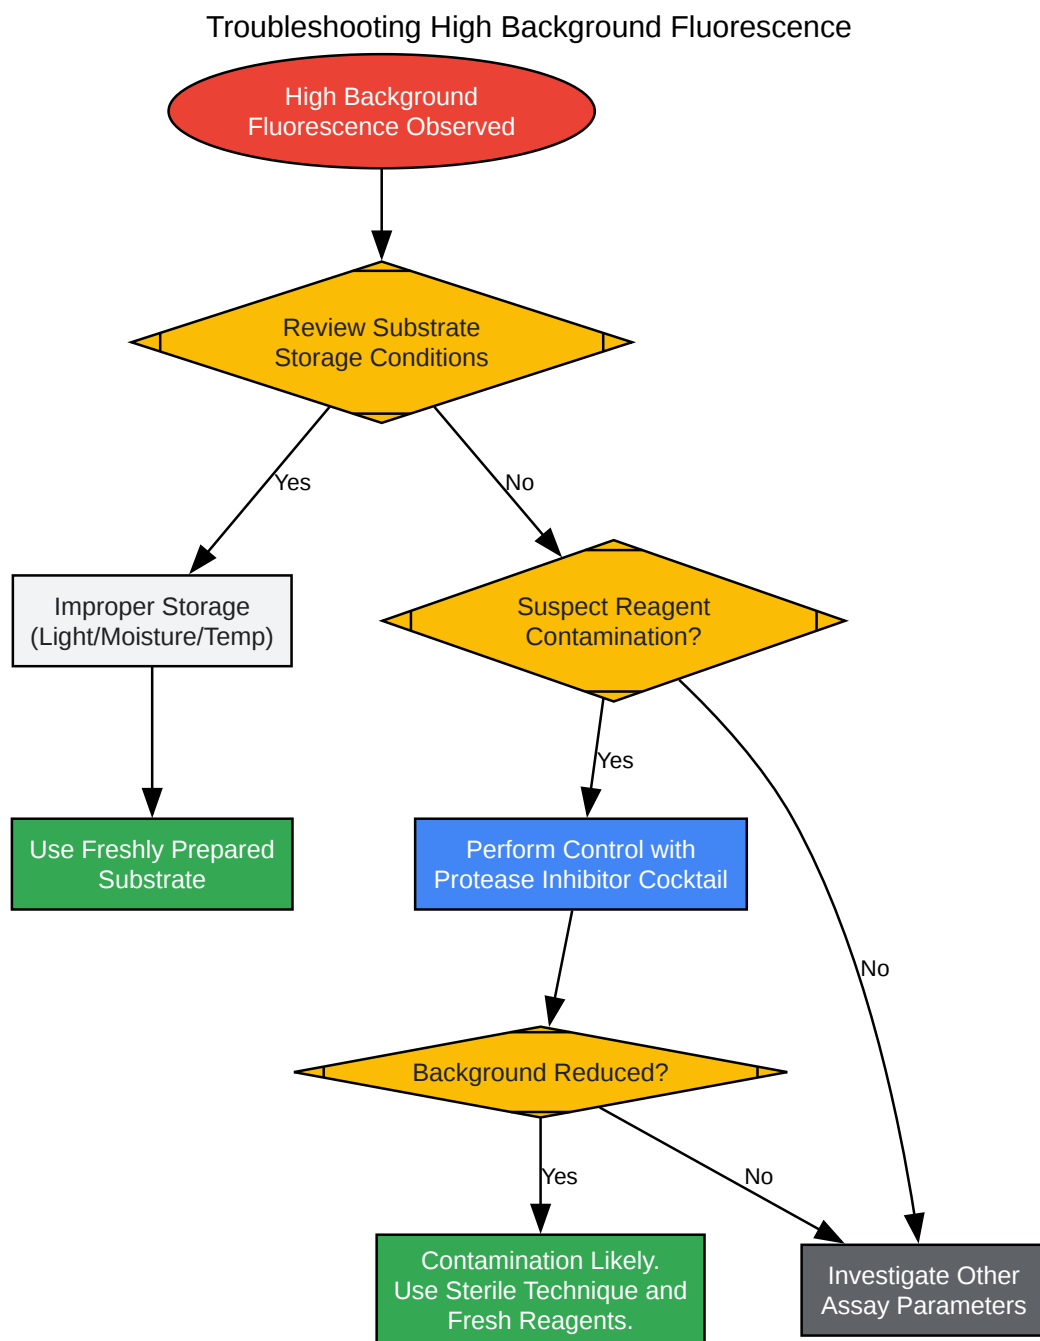 Troubleshooting High Background Fluorescence
High Background
Fluorescence Observed
Review Substrate
Storage Conditions
Yes
No
Improper Storage
(Light/Moisture/Temp)
Suspect Reagent
Contamination?
Yes
Use Freshly Prepared
Substrate
Perform Control with
Protease Inhibitor Cocktail
No
Background Reduced?
Yes
No
Contamination Likely.
Use Sterile Technique and
Fresh Reagents.
Investigate Other
Assay Parameters